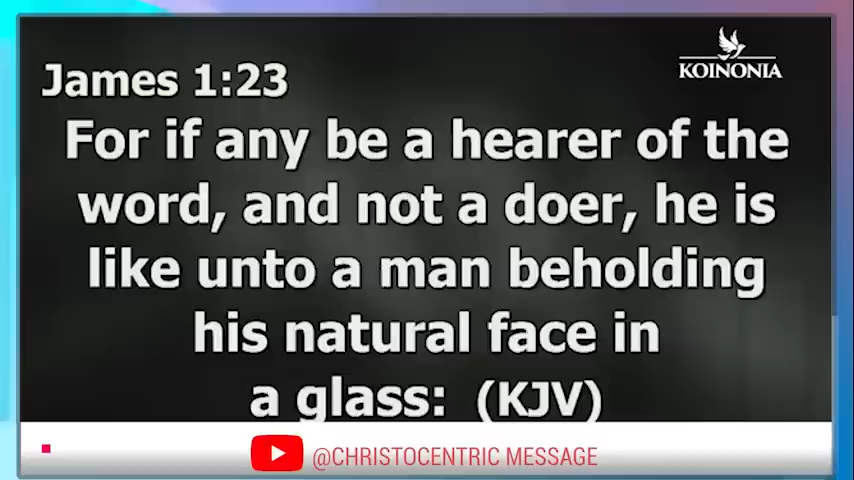 KOINONIA
James 1:23
For if any be a hearer of the
word, and not a doer, he is
like unto a man beholding
his natural face in
a glass: (KJV)
@CHRISTOCENTRIC MESSAGE